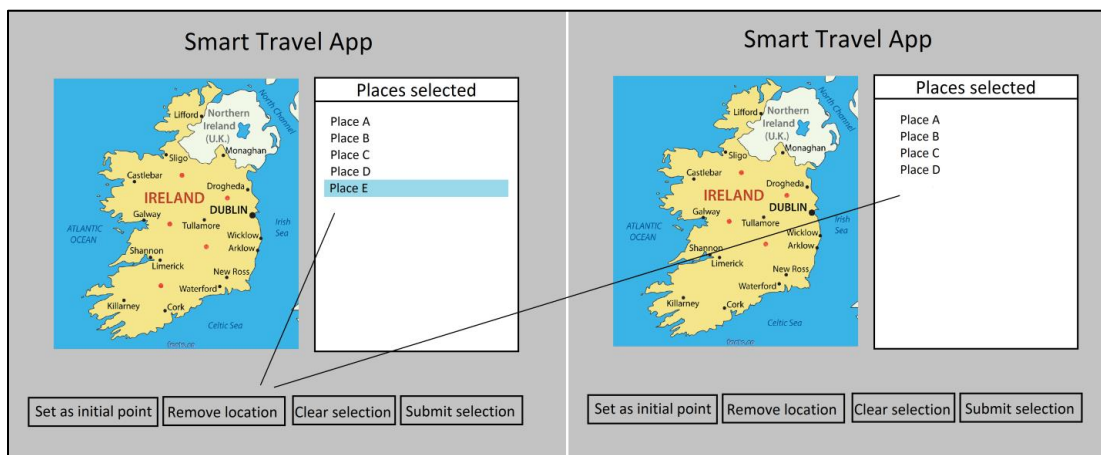 Smart Travel App
North Channel
Lifford
Northern
Ireland
(U.K.)
Sligo
Monaghan
Castlebar
Drogheda
IRELAND
DUBLIN
Galway
Tullamore
Irish
Sea
ATLANTIC
OCEAN
Wicklow
Arklow
Shannon
Limerick
New Ross
Waterford
Killarney
Cork
Celtic Sea
Places selected
Place A
Place B
Place C
Place D
Place E
Set as initial point
Remove location
Clear selection
Submit selection
Smart Travel App
North Channel
Lifford
Northern
Ireland
(U.K.)
Sligo
Monaghan
Castlebar
Drogheda
IRELAND
DUBLIN
Galway
Tullamore
Irish
Sea
ATLANTIC
OCEAN
Wicklow
Arklow
Shannon
Limerick
New Ross
Waterford
Killarney
Cork
Celtic Sea
Places selected
Place A
Place B
Place C
Place D
Set as initial point
Remove location
Clear selection
Submit selection